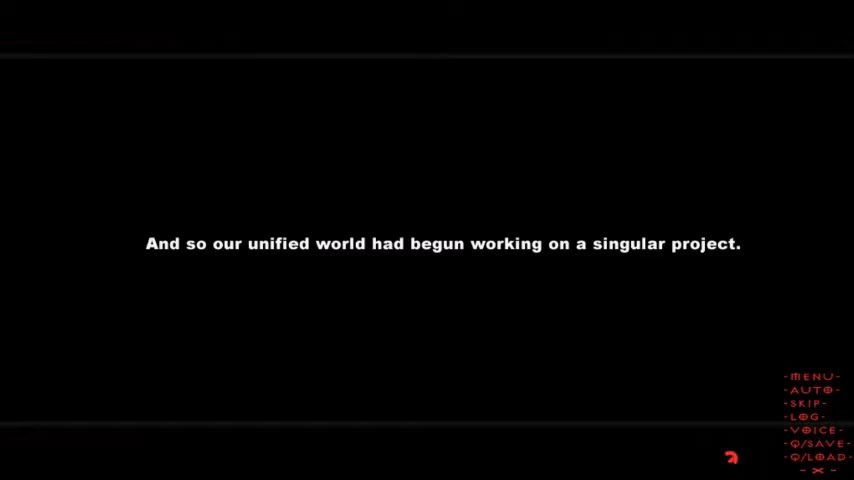 And so our unified world had begun working on a singular project.
-MENU-
-AUTO-
-SKIP-
-LOG-
-VOICE-
-Q/SAVE-
-Q/LOAD-
-X-